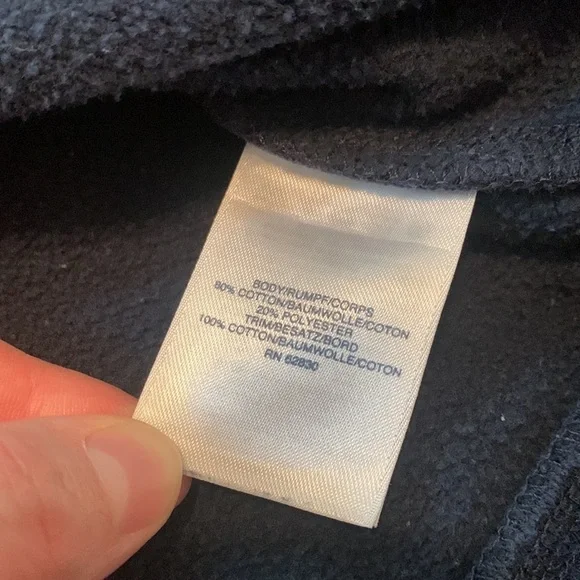 BODY/RUMPF/CORPS
80% COTTON/BAUMWOLLE/COTON
20% POLYESTER
TRIM/BESATZ/BORD
100% COTTON/BAUMWOLLE/COTON
RN 62830